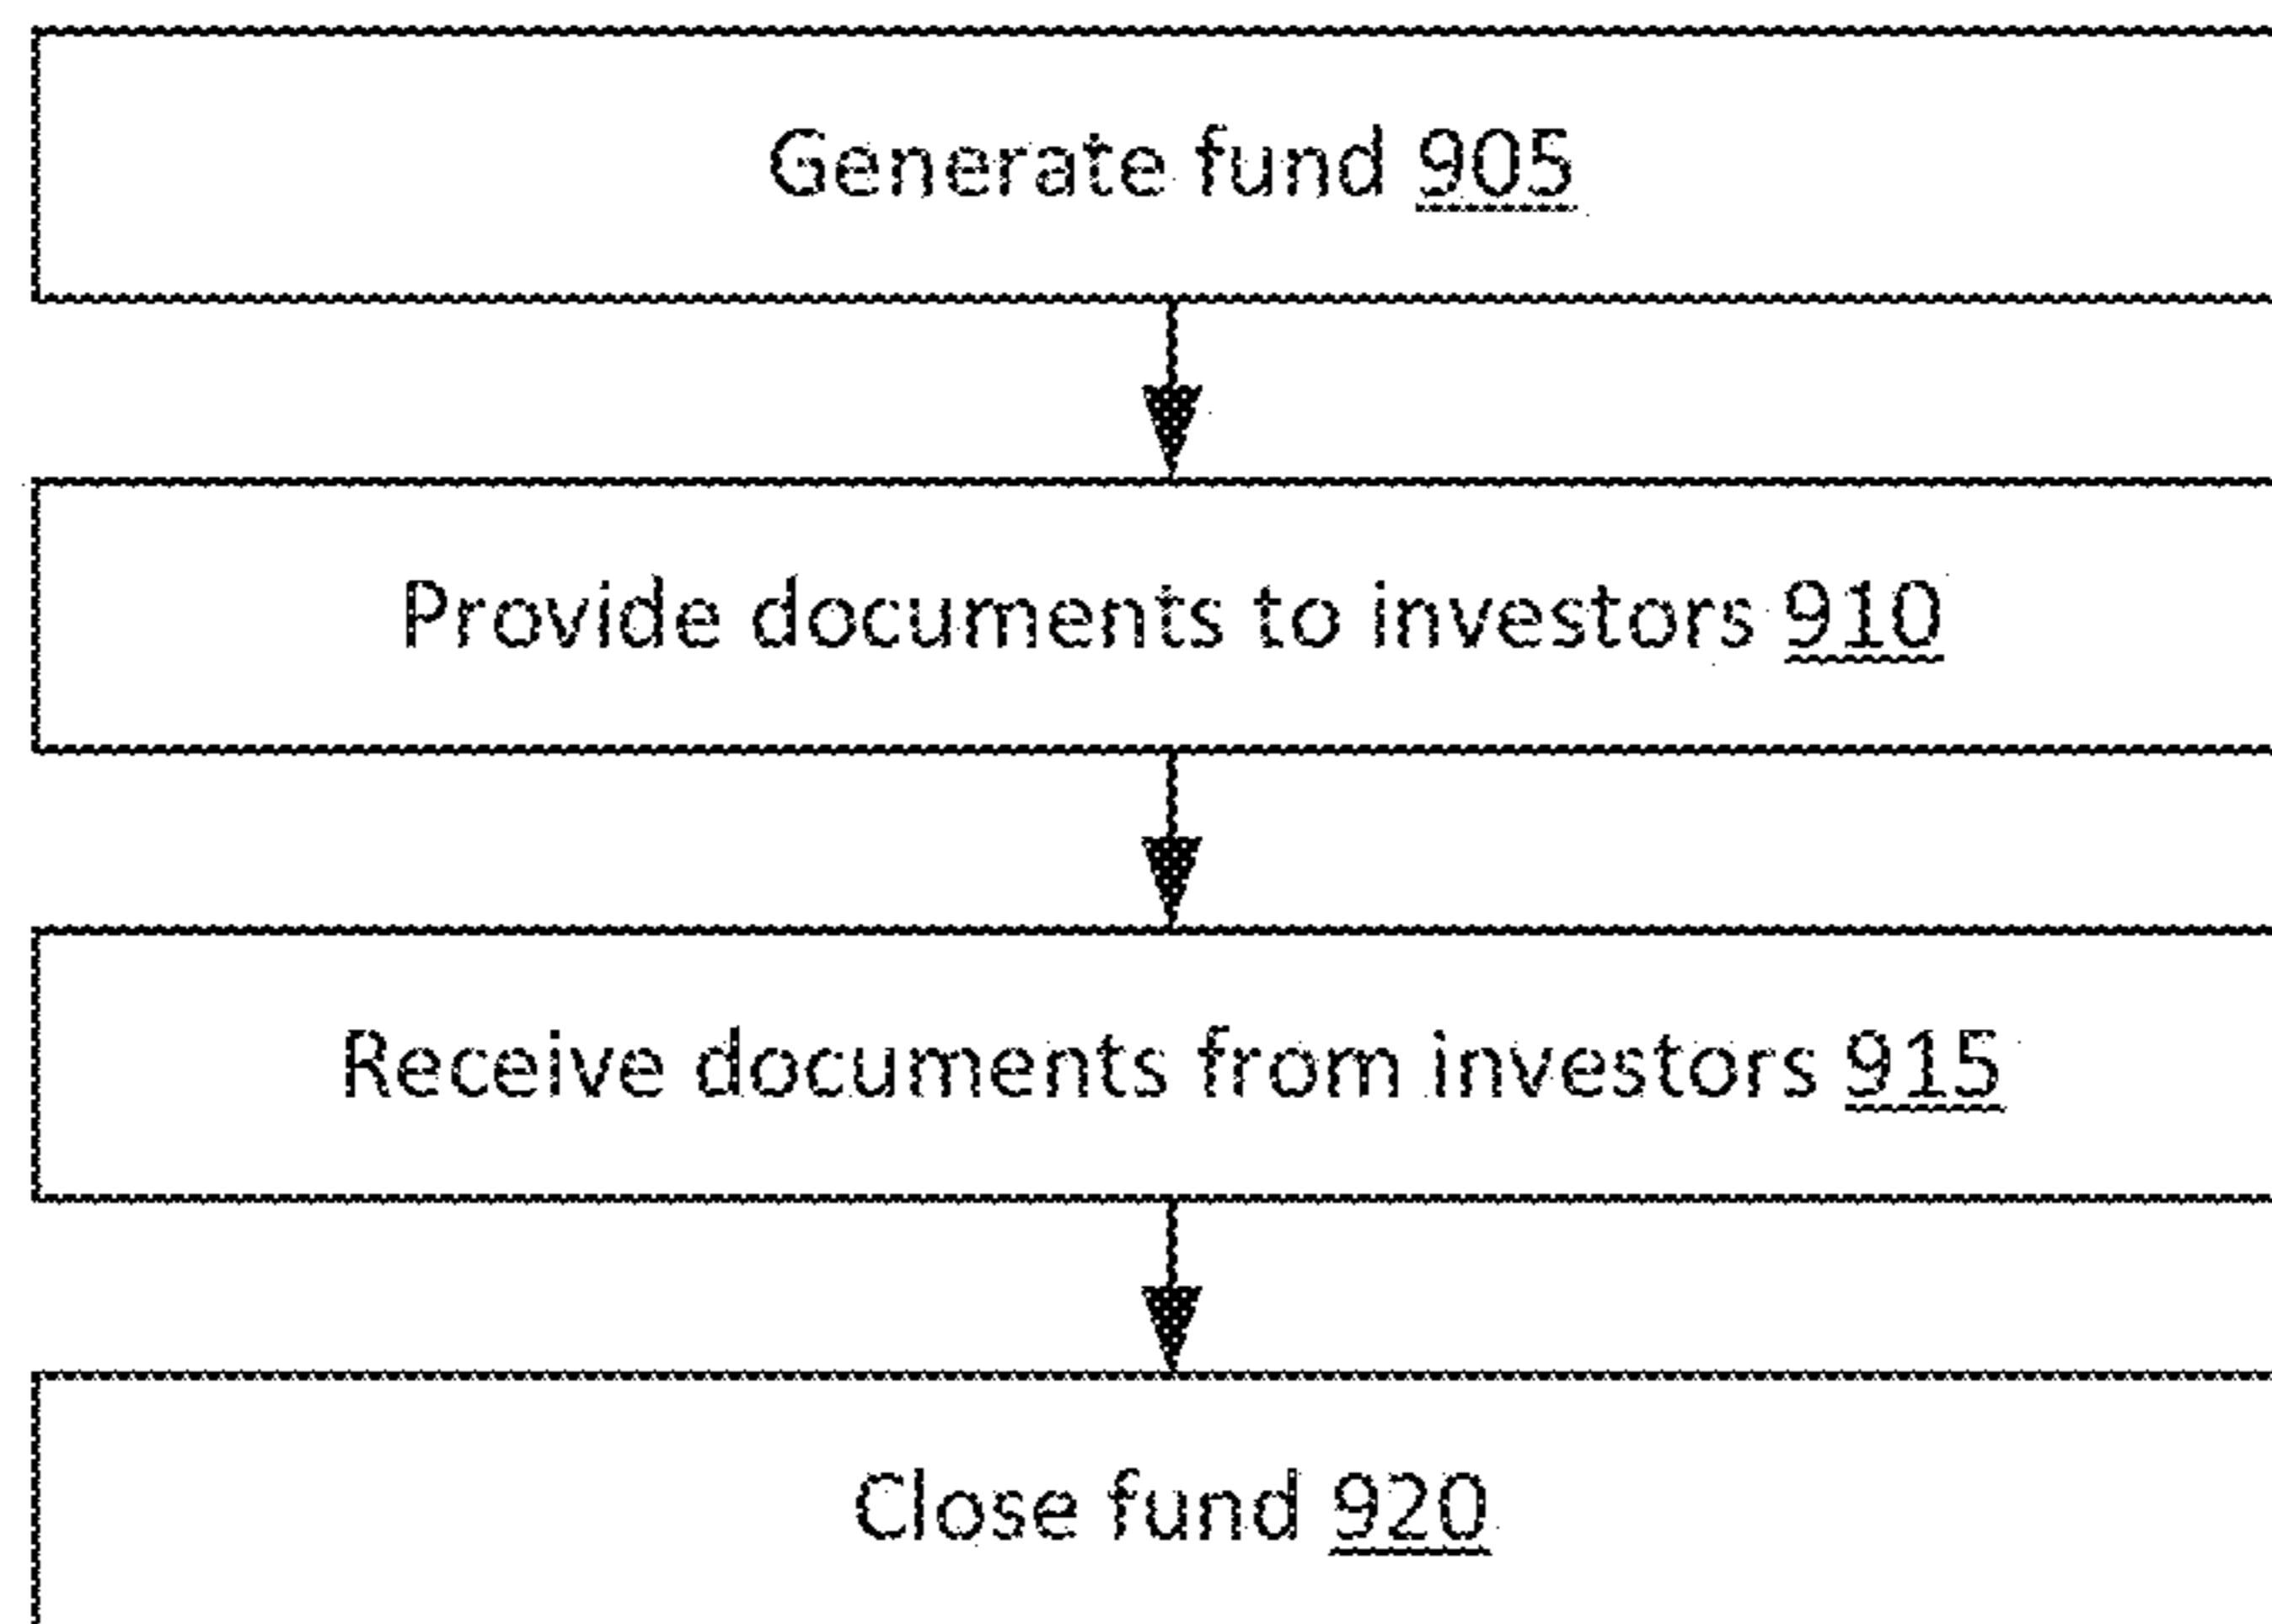 Generate fund 905
Provide documents to investors 910
Receive documents from investors 915
Close fund 920